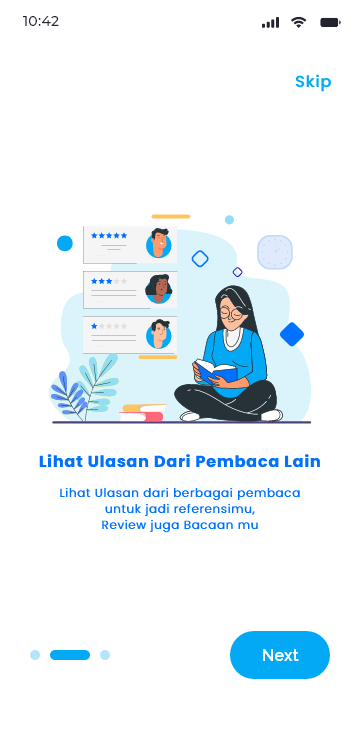 10:42
Skip
Lihat Ulasan Dari Pembaca Lain
Lihat Ulasan dari berbagai pembaca
untuk jadi referensimu,
Review juga Bacaan mu
Next